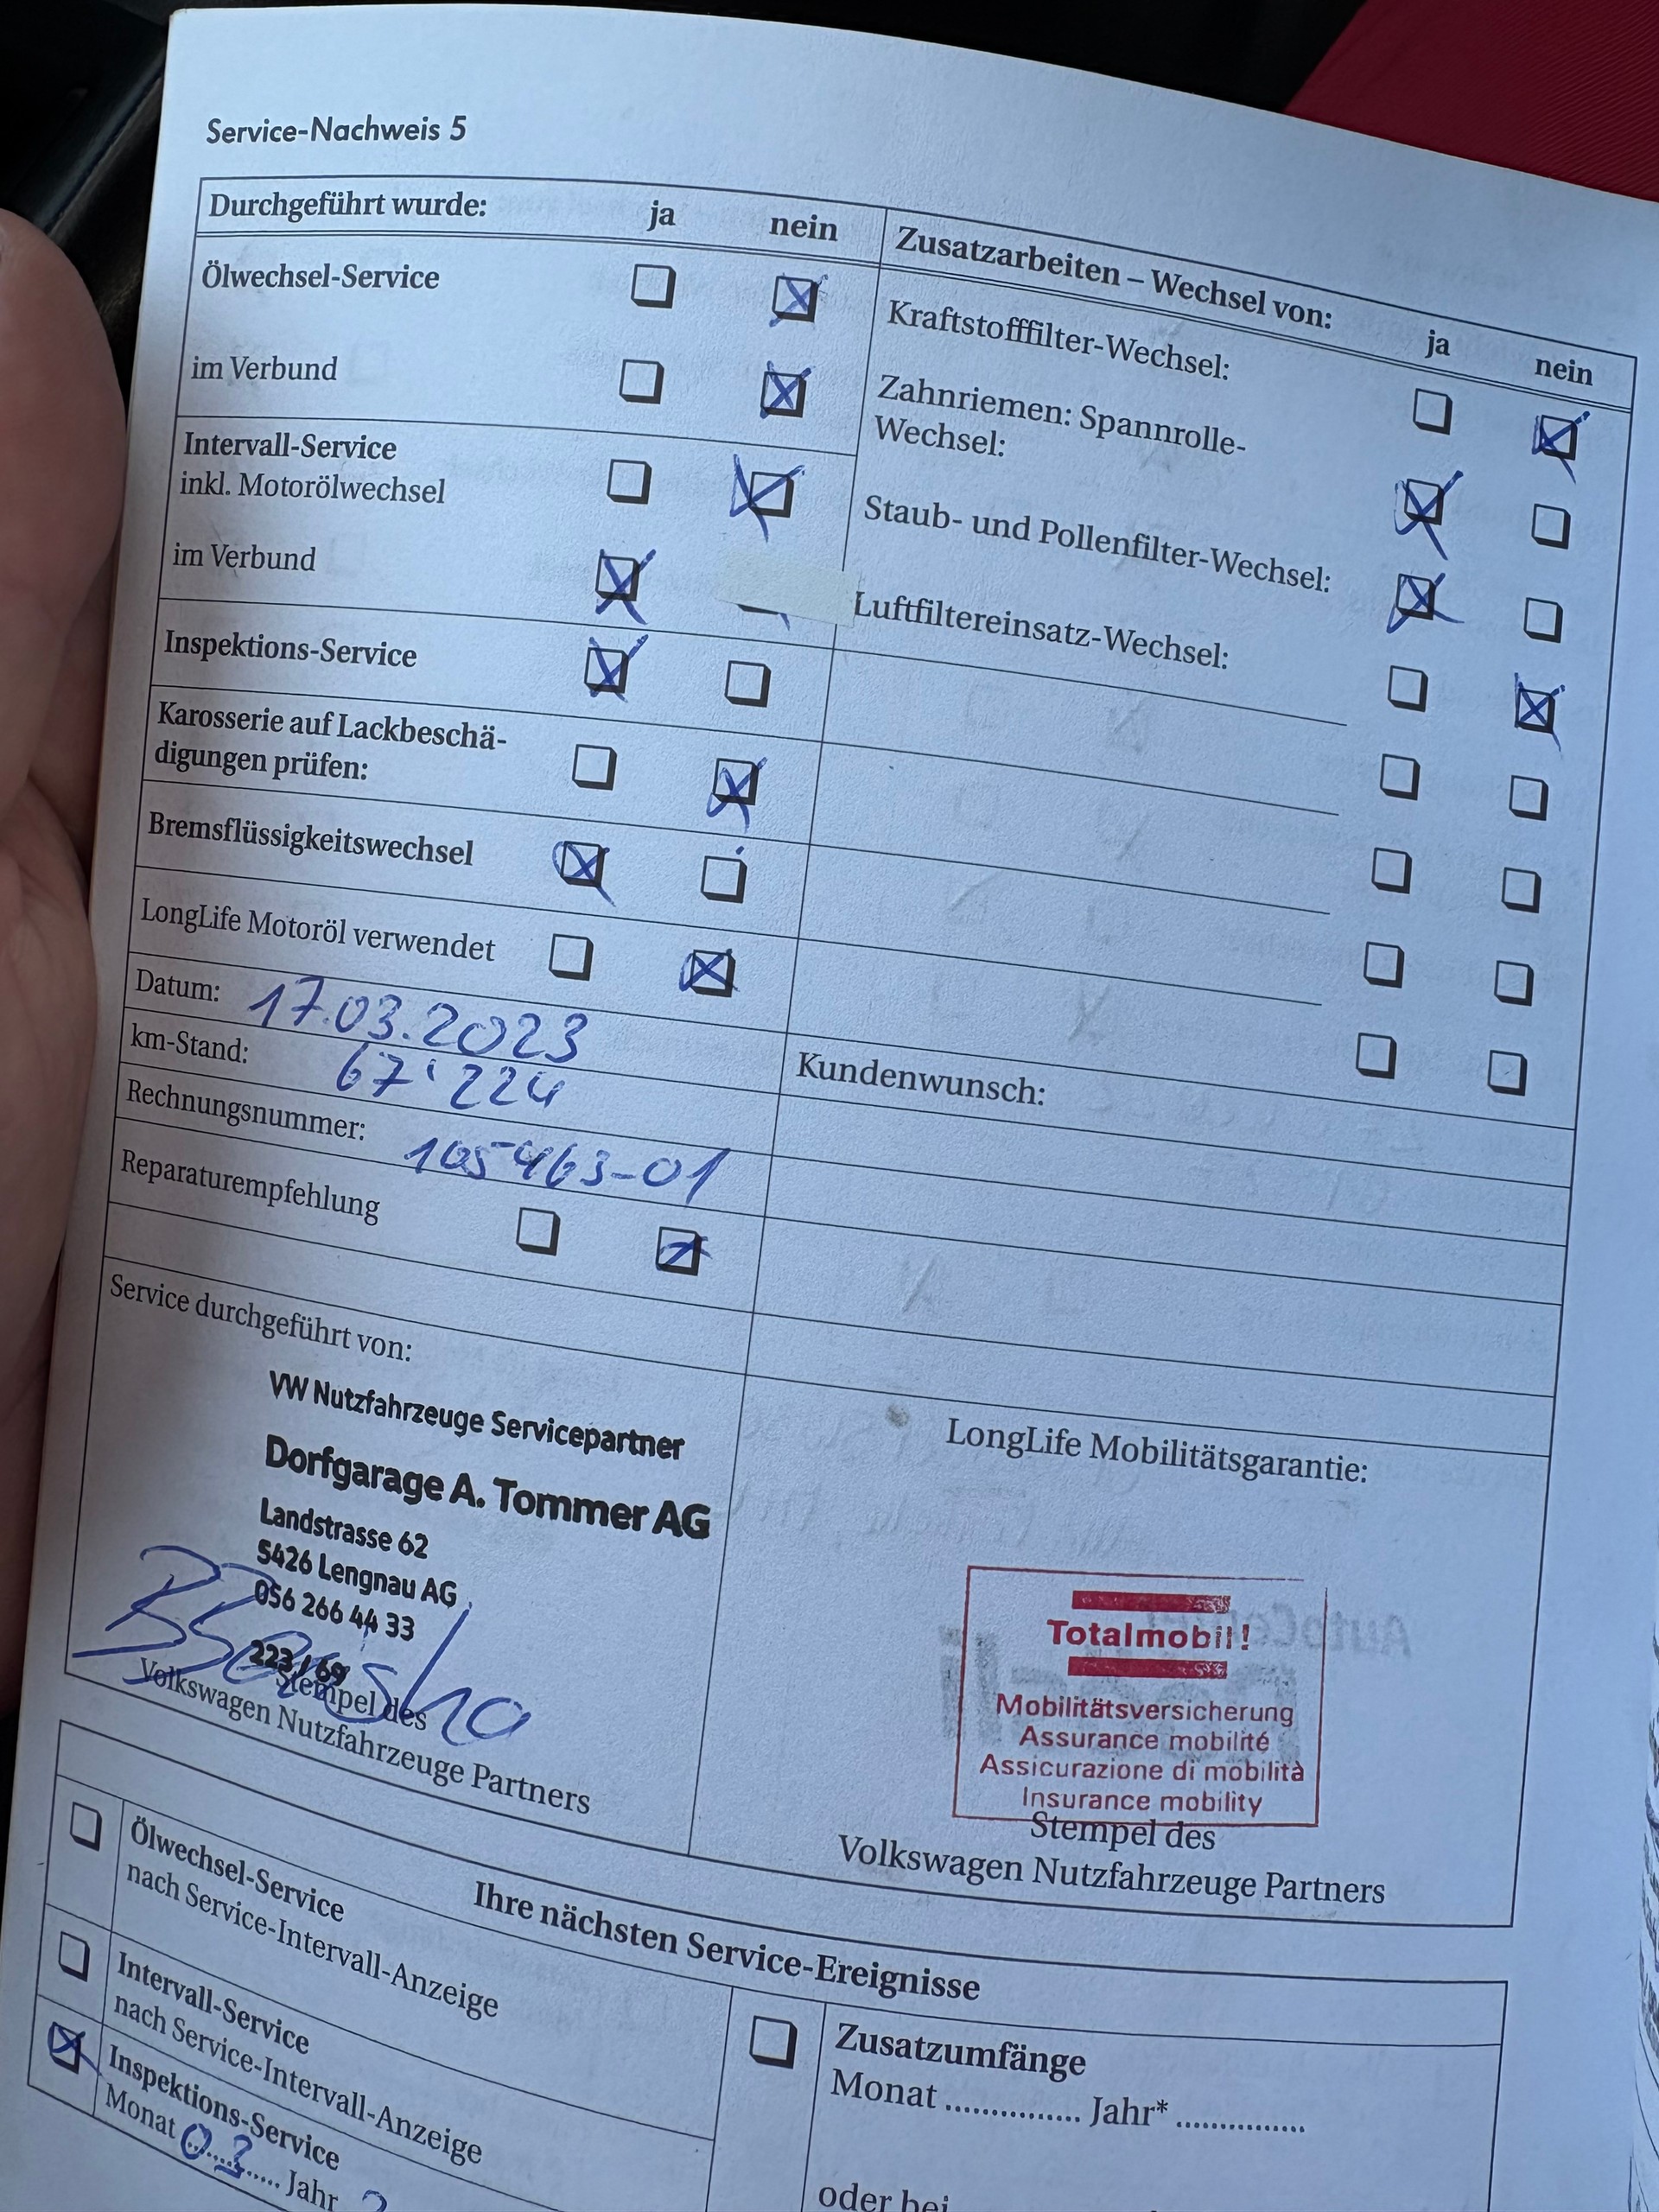 Service-Nachweis 5
Durchgeführt wurde: ja nein
Ölwechsel-Service
im Verbund
Intervall-Service
inkl. Motorölwechsel
im Verbund
Inspektions-Service
Karosserie auf Lackbeschä-
digungen prüfen:
Bremsflüssigkeitswechsel
LongLife Motoröl verwendet
Datum: 17.03.2023
km-Stand: 67'224
Rechnungsnummer: 105463-01
Reparaturempfehlung
Zusatzarbeiten – Wechsel von: ja nein
Kraftstofffilter-Wechsel:
Zahnriemen: Spannrolle-
Wechsel:
Staub- und Pollenfilter-Wechsel:
Luftfiltereinsatz-Wechsel:
Kundenwunsch:
Service durchgeführt von:
VW Nutzfahrzeuge Servicepartner
Dorfgarage A. Tommer AG
Landstrasse 62
5426 Lengnau AG
056 266 44 33
223 / 69
Stempel des
Volkswagen Nutzfahrzeuge Partners
LongLife Mobilitätsgarantie:
Totalmobil!
Mobilitätsversicherung
Assurance mobilité
Assicurazione di mobilità
Insurance mobility
Stempel des
Volkswagen Nutzfahrzeuge Partners
Ihre nächsten Service-Ereignisse
Ölwechsel-Service
nach Service-Intervall-Anzeige
Intervall-Service
nach Service-Intervall-Anzeige
Inspektions-Service
Monat 03 Jahr
Zusatzumfänge
Monat ............... Jahr* ...............
oder bei